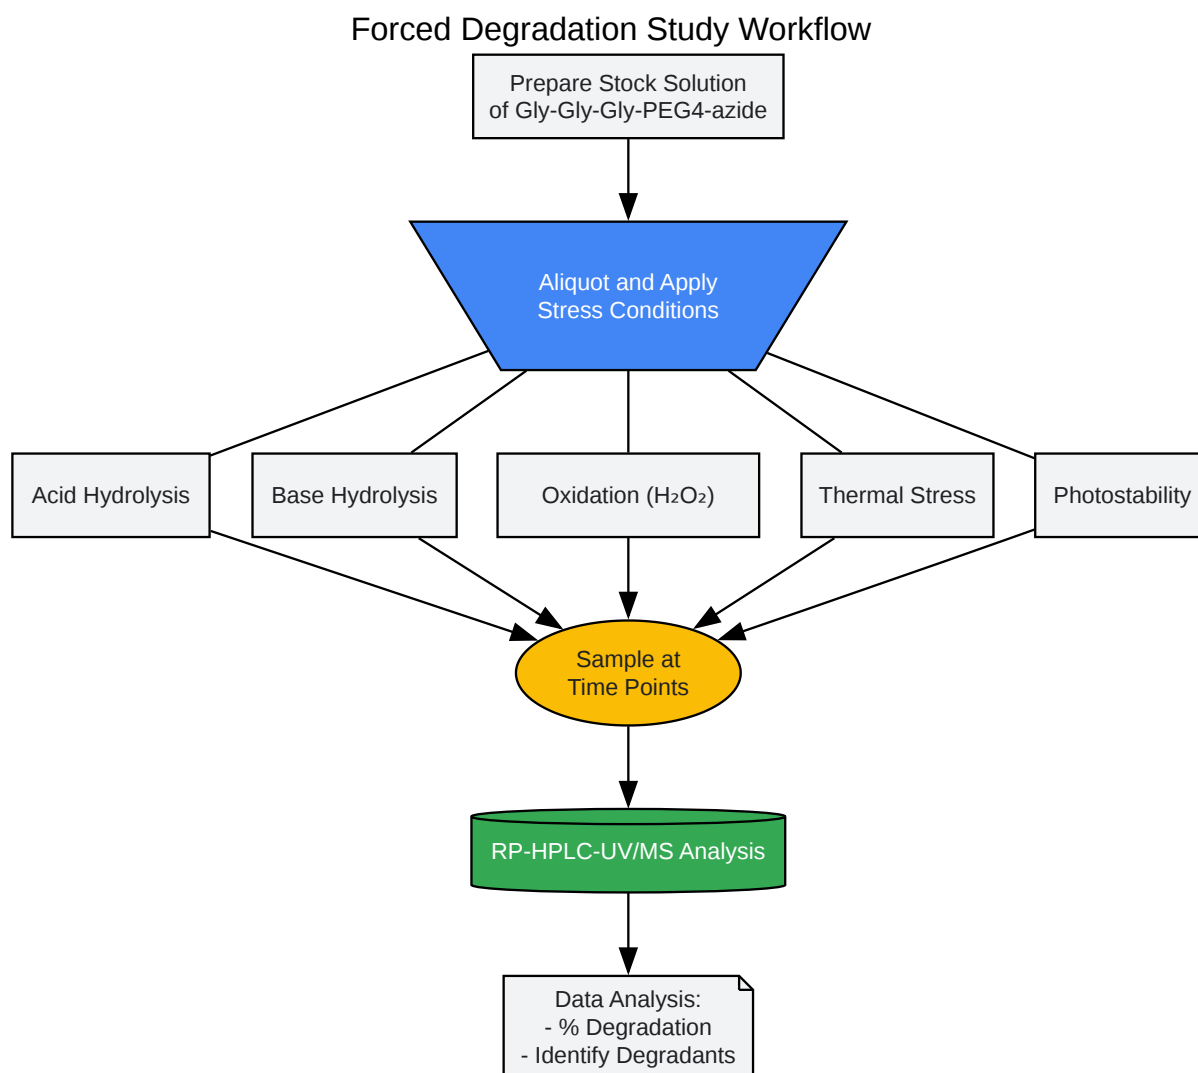 Forced Degradation Study Workflow
Prepare Stock Solution
of Gly-Gly-Gly-PEG4-azide
Aliquot and Apply
Stress Conditions
Acid Hydrolysis
Base Hydrolysis
Oxidation (H₂O₂)
Thermal Stress
Photostability
Sample at
Time Points
RP-HPLC-UV/MS Analysis
Data Analysis:
- % Degradation
- Identify Degradants